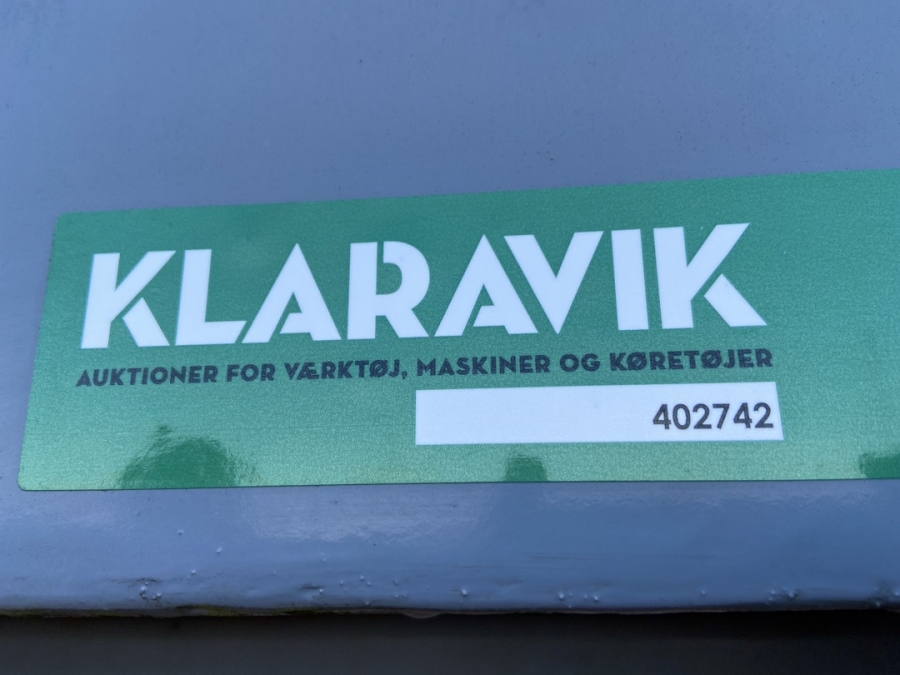 KLARAVIK
AUKTIONER FOR VÆRKTØJ, MASKINER OG KØRETØJER
402742